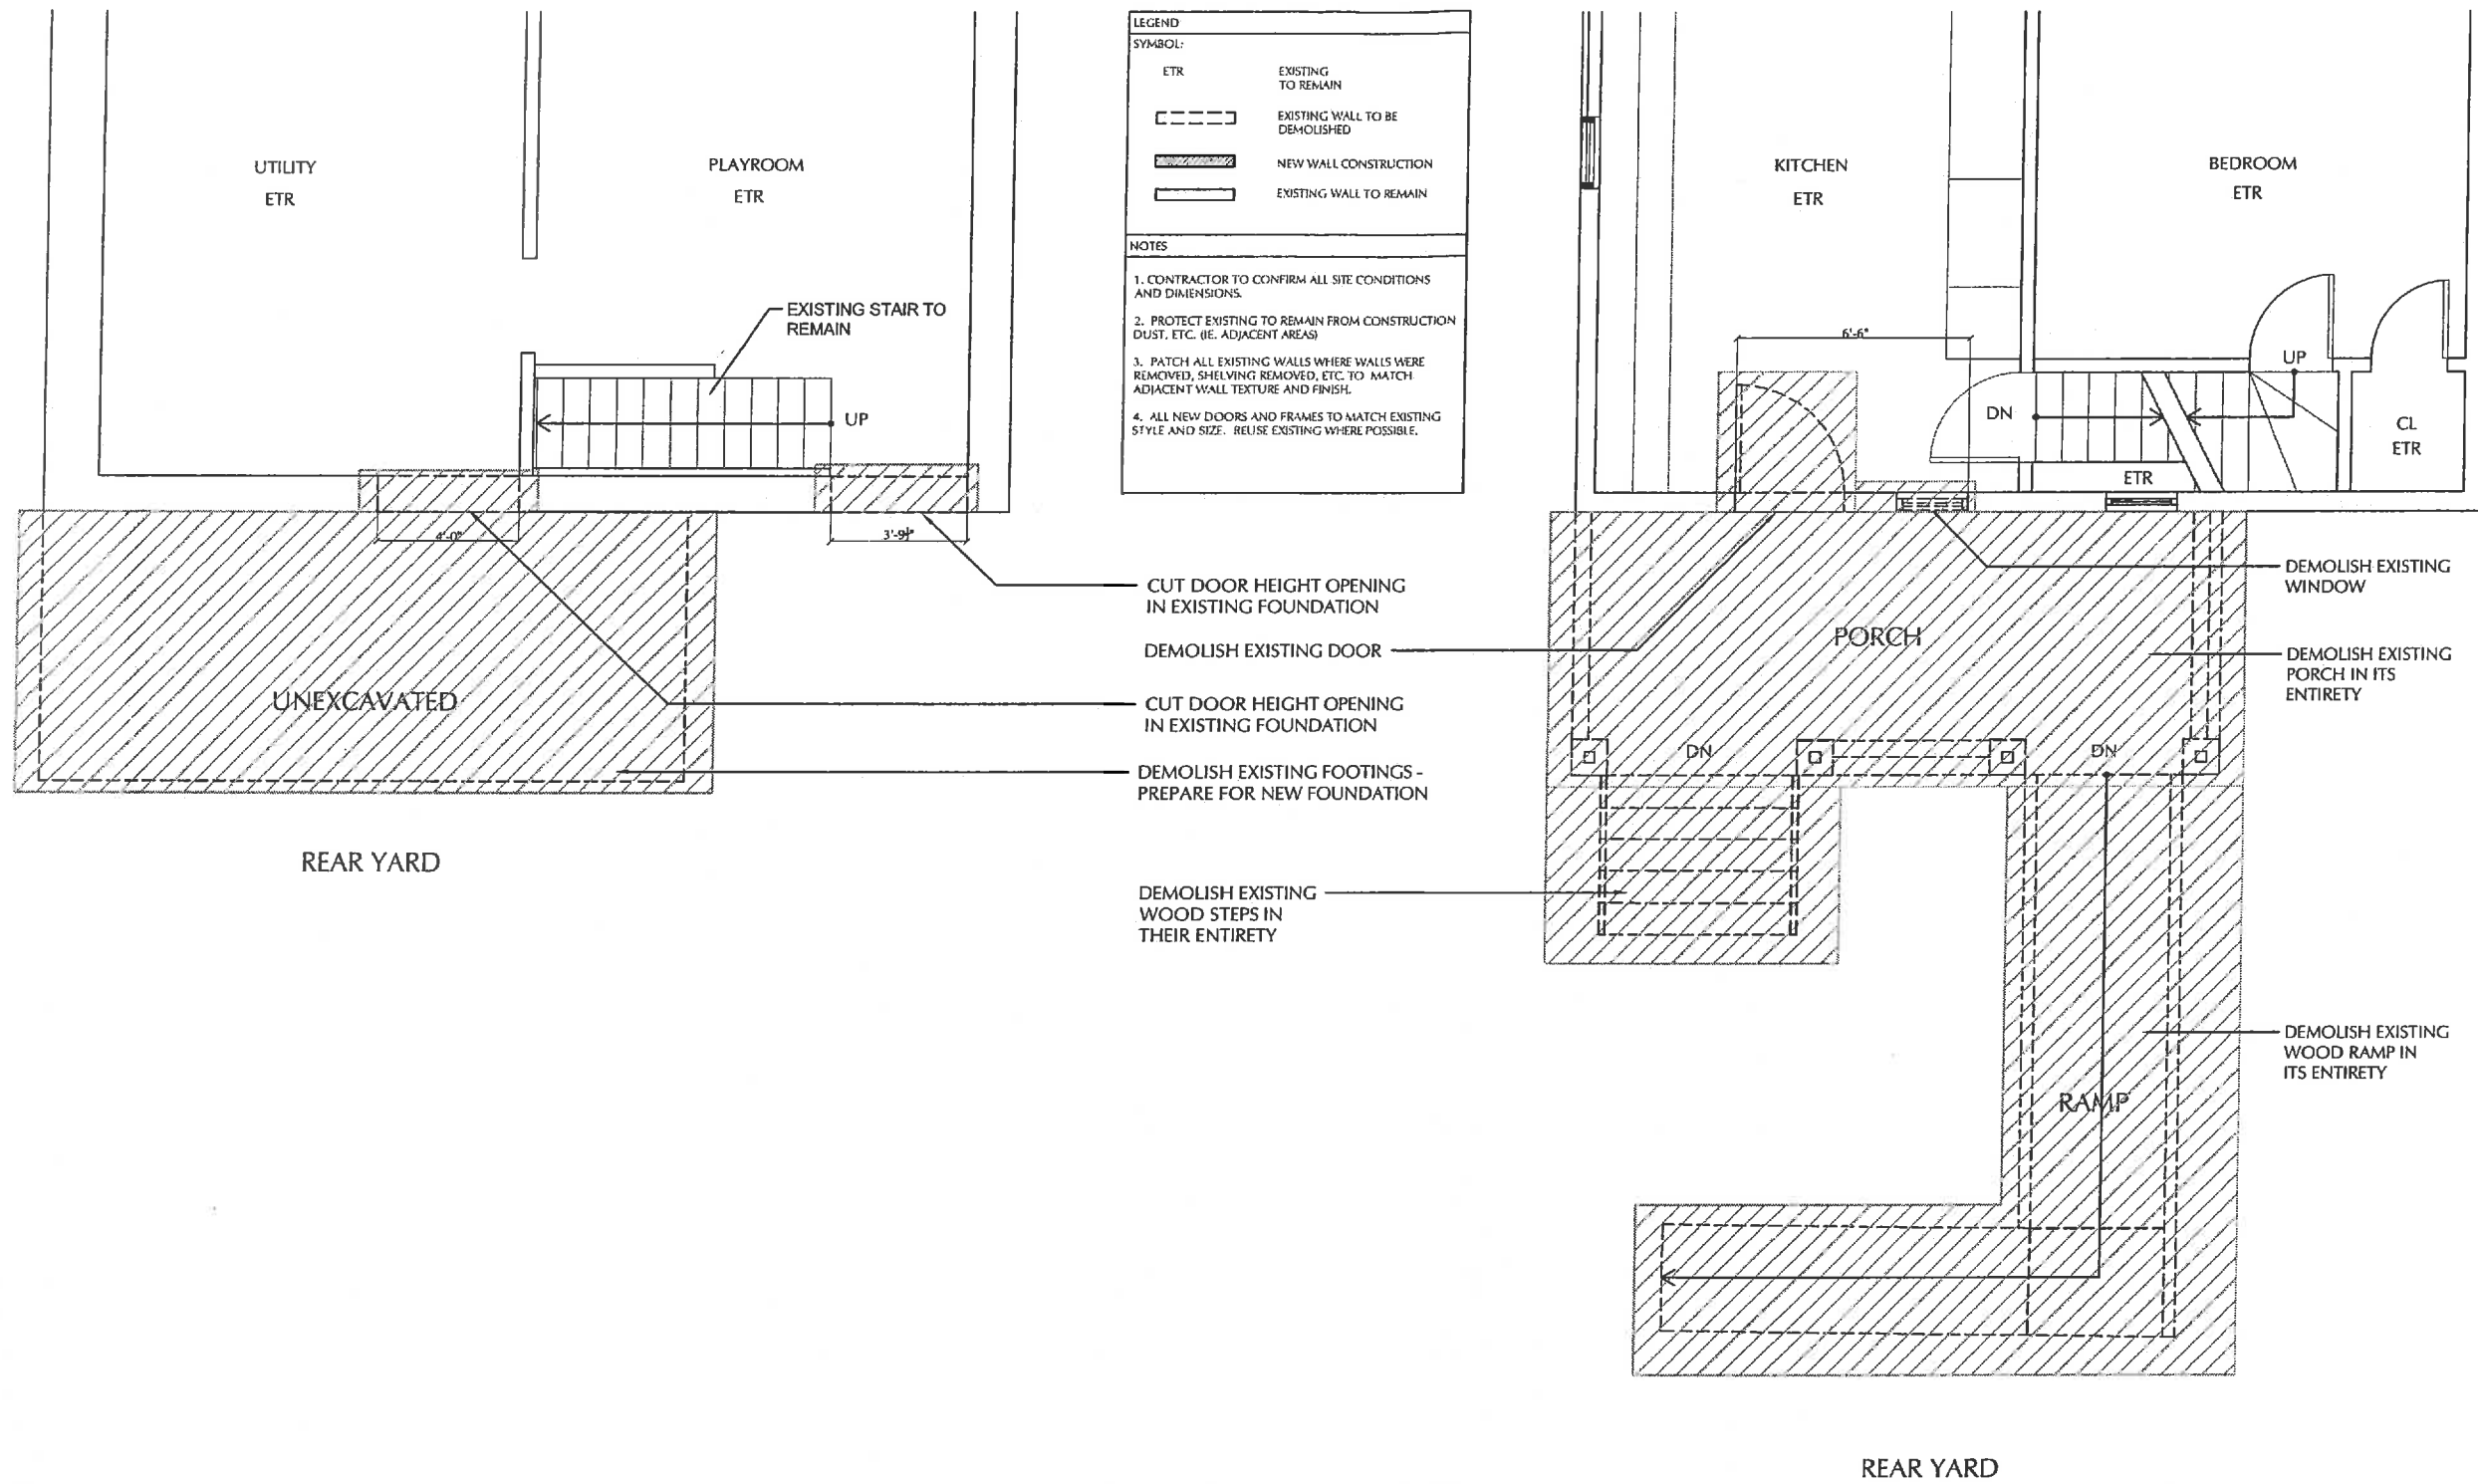 UTILITY
ETR
PLAYROOM
ETR
EXISTING STAIR TO
REMAIN
UP
4'-0"
UNEXCAVATED
REAR YARD
LEGEND
SYMBOL:
ETR
EXISTING
TO REMAIN
EXISTING WALL TO BE
DEMOLISHED
NEW WALL CONSTRUCTION
EXISTING WALL TO REMAIN
NOTES
1. CONTRACTOR TO CONFIRM ALL SITE CONDITIONS
AND DIMENSIONS.
2. PROTECT EXISTING TO REMAIN FROM CONSTRUCTION
DUST, ETC. (IE. ADJACENT AREAS)
3. PATCH ALL EXISTING WALLS WHERE WALLS WERE
REMOVED, SHELVING REMOVED, ETC. TO MATCH
ADJACENT WALL TEXTURE AND FINISH.
4. ALL NEW DOORS AND FRAMES TO MATCH EXISTING
STYLE AND SIZE. REUSE EXISTING WHERE POSSIBLE.
CUT DOOR HEIGHT OPENING
IN EXISTING FOUNDATION
DEMOLISH EXISTING DOOR
CUT DOOR HEIGHT OPENING
IN EXISTING FOUNDATION
DEMOLISH EXISTING FOOTINGS -
PREPARE FOR NEW FOUNDATION
DEMOLISH EXISTING
WOOD STEPS IN
THEIR ENTIRETY
KITCHEN
ETR
BEDROOM
ETR
6'-6"
UP
DN
CL
ETR
ETR
DEMOLISH EXISTING
WINDOW
PORCH
DEMOLISH EXISTING
PORCH IN ITS
ENTIRETY
DN
DN
DEMOLISH EXISTING
WOOD RAMP IN
ITS ENTIRETY
RAMP
REAR YARD